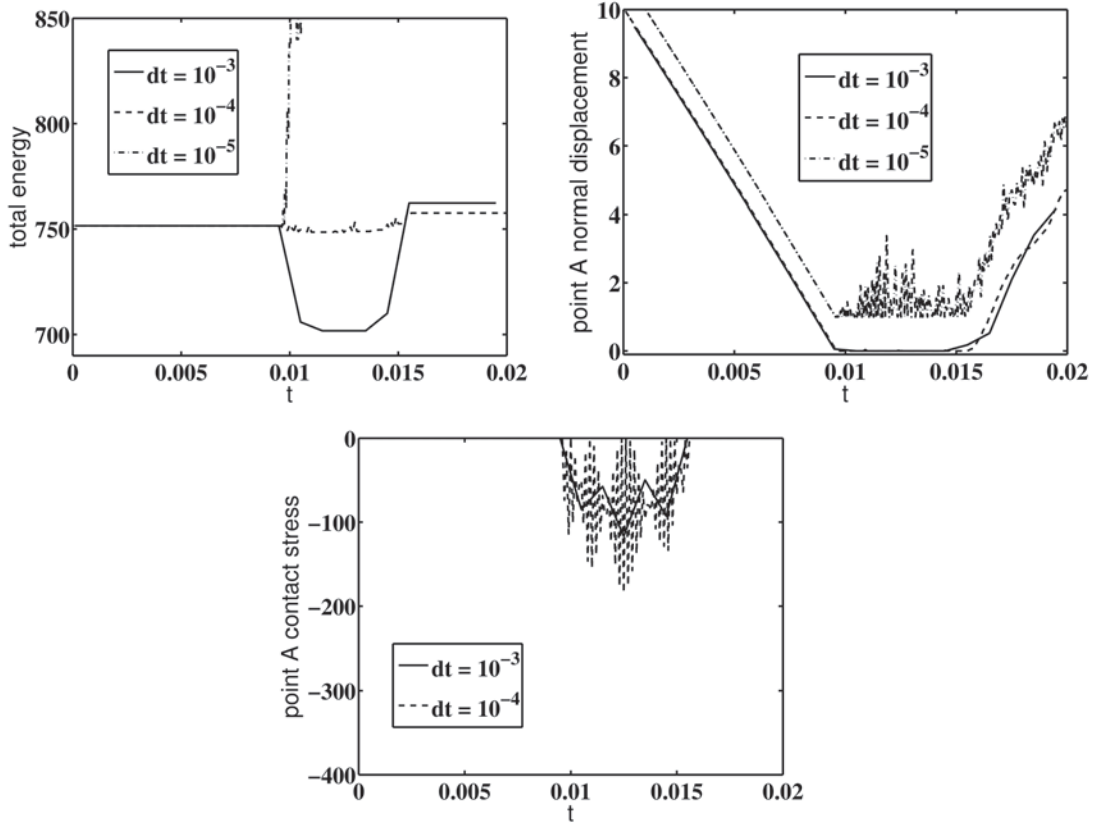 850
800
750
700
total energy
dt = 10⁻³
dt = 10⁻⁴
dt = 10⁻⁵
0 0.005 0.01 0.015 0.02
t
10
8
6
4
2
0
point A normal displacement
dt = 10⁻³
dt = 10⁻⁴
dt = 10⁻⁵
0 0.005 0.01 0.015 0.02
t
0
−100
−200
−300
−400
point A contact stress
dt = 10⁻³
dt = 10⁻⁴
0 0.005 0.01 0.015 0.02
t